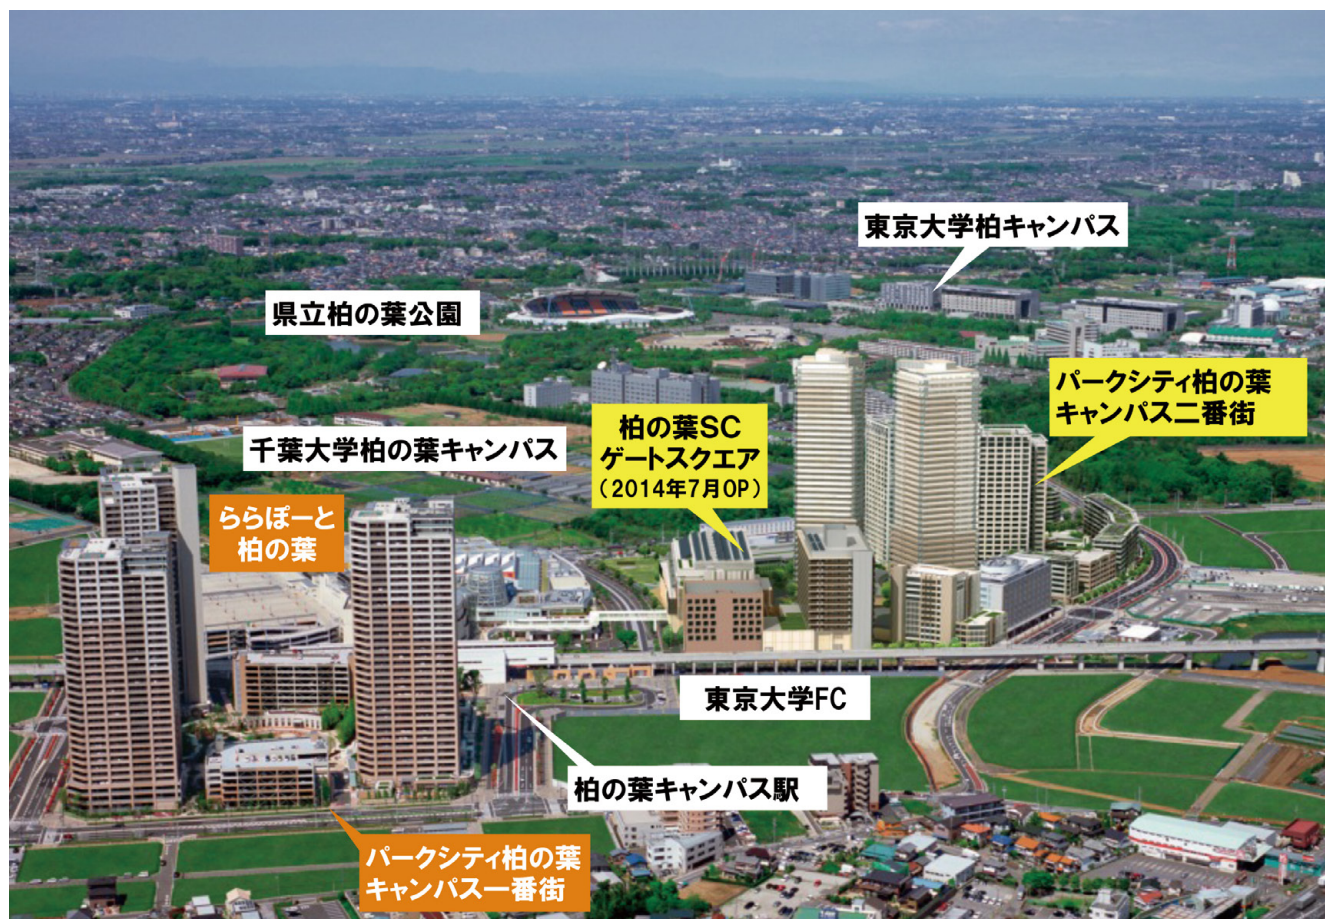 東京大学柏キャンパス
県立柏の葉公園
パークシティ柏の葉
キャンパス二番街
柏の葉SC
ゲートスクエア
(2014年7月OP)
千葉大学柏の葉キャンパス
ららぽーと
柏の葉
東京大学FC
柏の葉キャンパス駅
パークシティ柏の葉
キャンパス一番街